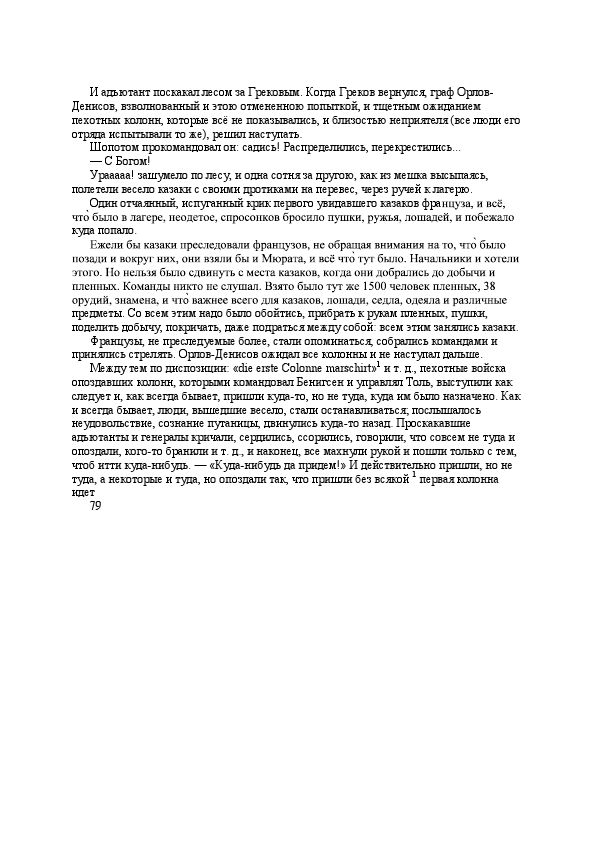 И адъютант поскакал лесом за Грековым. Когда Греков вернулся, граф Орлов-
Денисов, взволнованный и этою отмененною попыткой, и тщетным ожиданием
пехотных колонн, которые всё не показывались, и близостью неприятеля (все люди его
отряда испытывали то же), решил наступать.
Шопотом прокомандовал он: садись! Распределились, перекрестились...
— С Богом!
Урааааа! зашумело по лесу, и одна сотня за другою, как из мешка высыпаясь,
полетели весело казаки с своими дротиками на перевес, через ручей к лагерю.
Один отчаянный, испуганный крик первого увидавшего казаков француза, и всё,
что̀ было в лагере, неодетое, спросонков бросило пушки, ружья, лошадей, и побежало
куда попало.
Ежели бы казаки преследовали французов, не обращая внимания на то, что̀ было
позади и вокруг них, они взяли бы и Мюрата, и всё что̀ тут было. Начальники и хотели
этого. Но нельзя было сдвинуть с места казаков, когда они добрались до добычи и
пленных. Команды никто не слушал. Взято было тут же 1500 человек пленных, 38
орудий, знамена, и что̀ важнее всего для казаков, лошади, седла, одеяла и различные
предметы. Со всем этим надо было обойтись, прибрать к рукам пленных, пушки,
поделить добычу, покричать, даже подраться между собой: всем этим занялись казаки.
Французы, не преследуемые более, стали опоминаться, собрались командами и
принялись стрелять. Орлов-Денисов ожидал все колонны и не наступал дальше.
Между тем по диспозиции: «die erste Colonne marschirt»¹ и т. д., пехотные войска
опоздавших колонн, которыми командовал Бенигсен и управлял Толь, выступили как
следует и, как всегда бывает, пришли куда-то, но не туда, куда им было назначено. Как
и всегда бывает, люди, вышедшие весело, стали останавливаться; послышалось
неудовольствие, сознание путаницы, двинулись куда-то назад. Проскакавшие
адъютанты и генералы кричали, сердились, ссорились, говорили, что совсем не туда и
опоздали, кого-то бранили и т. д., и наконец, все махнули рукой и пошли только с тем,
чтоб итти куда-нибудь. — «Куда-нибудь да придем!» И действительно пришли, но не
туда, а некоторые и туда, но опоздали так, что пришли без всякой ¹ первая колонна
идет
79